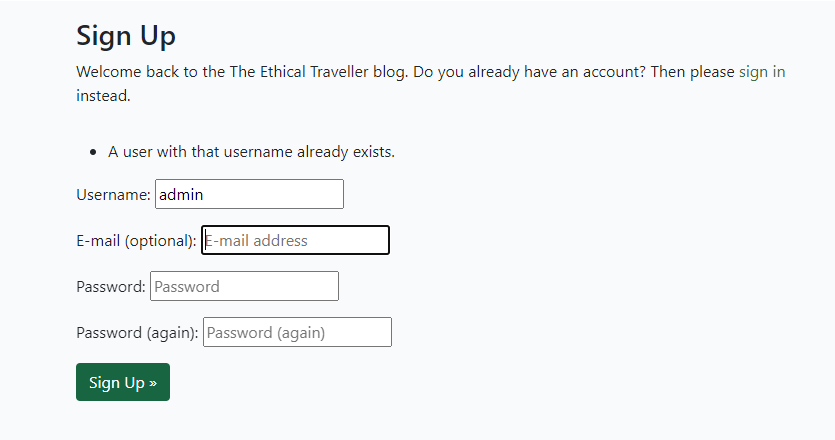 Sign Up
Welcome back to the The Ethical Traveller blog. Do you already have an account? Then please sign in
instead.
A user with that username already exists.
Username: admin
E-mail (optional): E-mail address
Password: Password
Password (again): Password (again)
Sign Up »